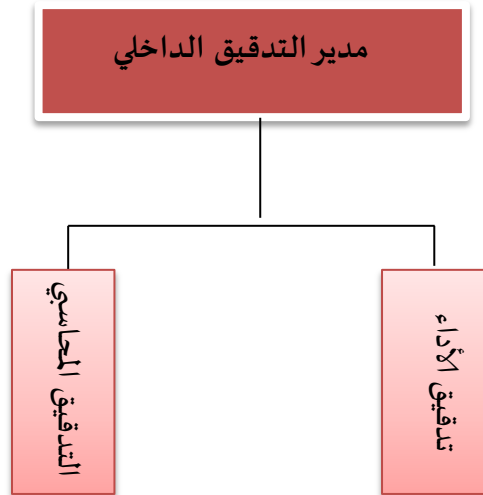 مدير التدقيق الداخلي
تدقيق الأداء
التدقيق المحاسبي